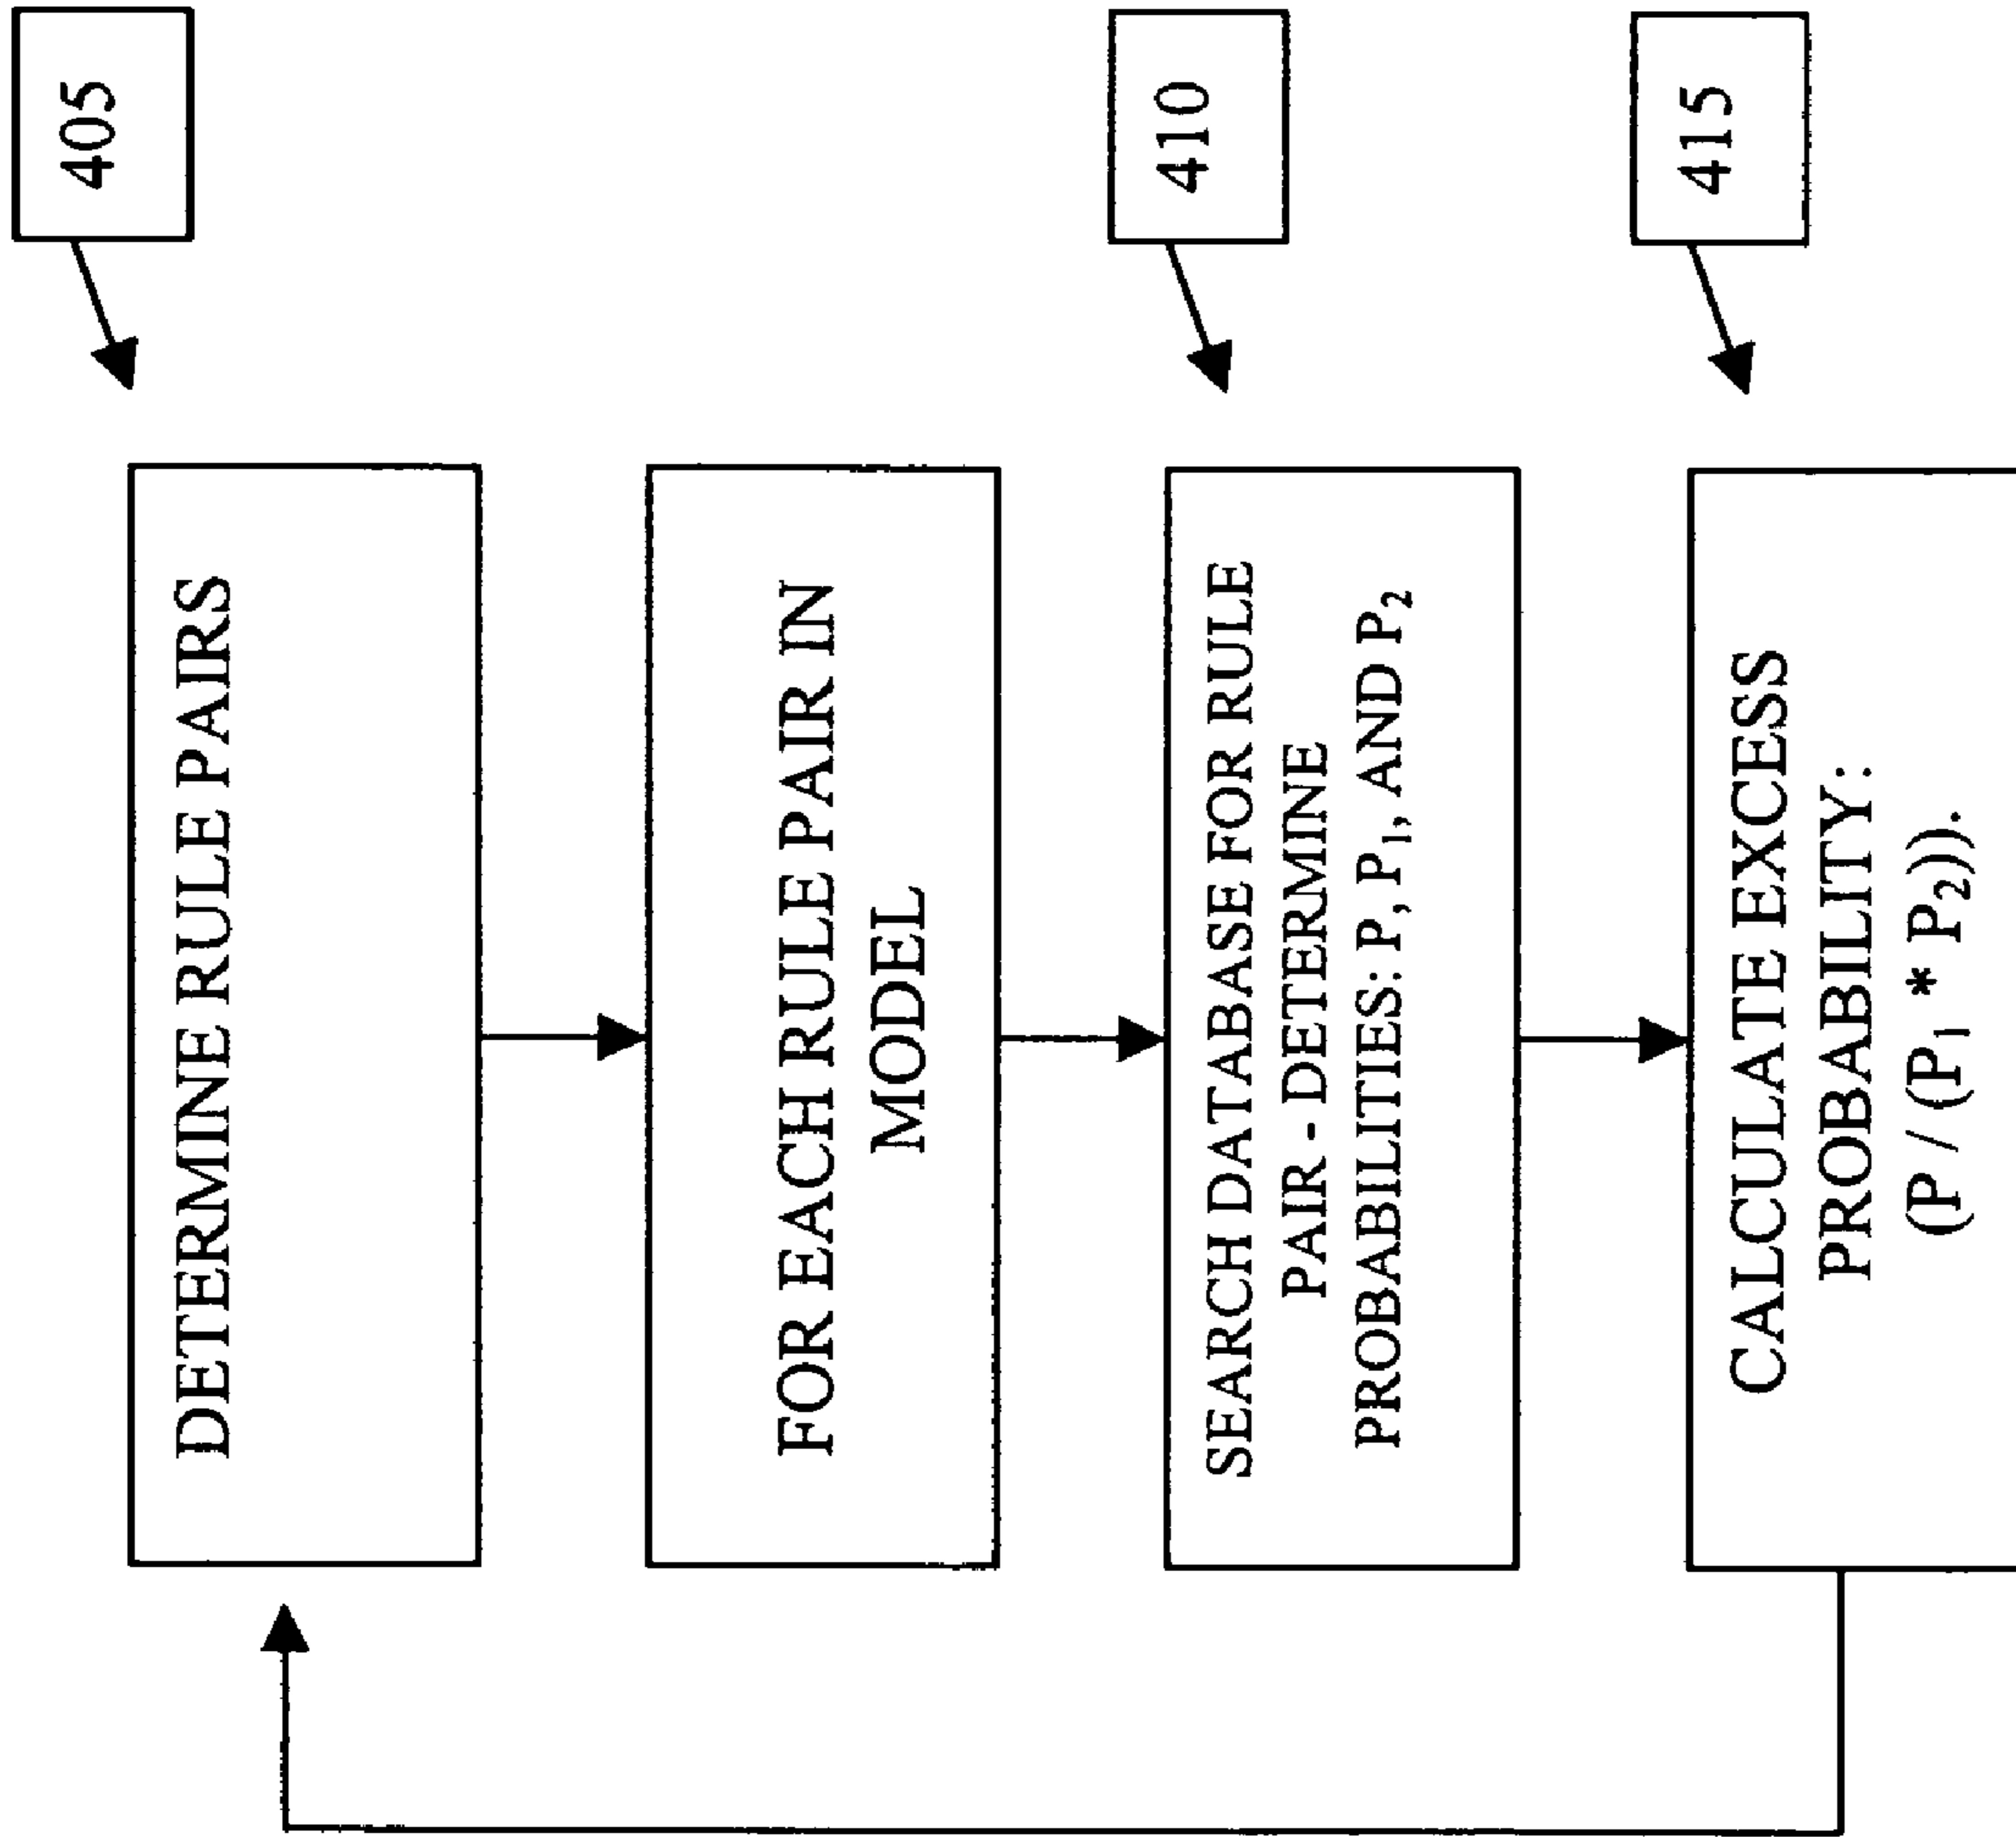 405
DETERMINE RULE PAIRS
FOR EACH RULE PAIR IN
MODEL
410
SEARCH DATABASE FOR RULE
PAIR - DETERMINE
PROBABILITIES: P, P₁, AND P₂
415
CALCULATE EXCESS
PROBABILITY:
(P / (P₁ * P₂)).